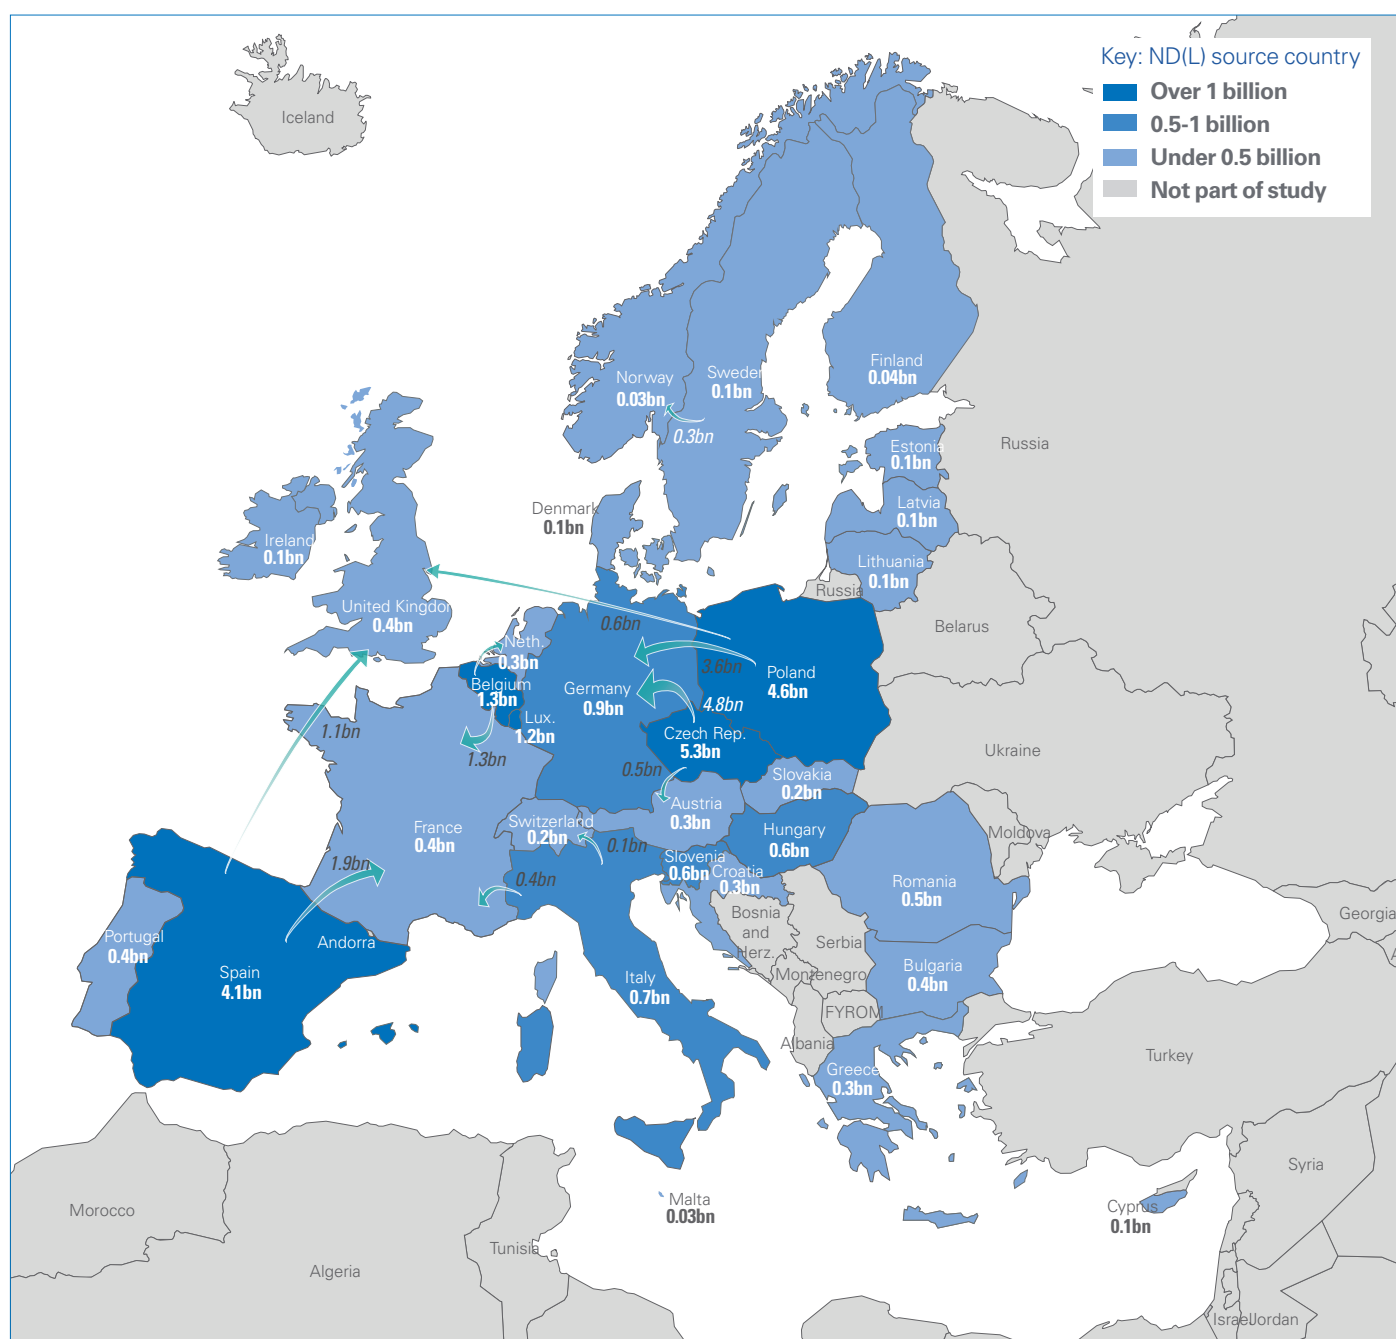 Key: ND(L) source country
Over 1 billion
0.5-1 billion
Under 0.5 billion
Not part of study
Iceland
Norway
0.03bn
Sweden
0.1bn
0.3bn
Finland
0.04bn
Russia
Estonia
0.1bn
Latvia
0.1bn
Lithuania
0.1bn
Russia
Belarus
Denmark
0.1bn
Ireland
0.1bn
United Kingdom
0.4bn
0.6bn
Neth.
0.3bn
Belgium
1.3bn
Lux.
1.2bn
Germany
0.9bn
3.6bn
Poland
4.6bn
4.8bn
Czech Rep.
5.3bn
Ukraine
1.1bn
1.3bn
0.5bn
Slovakia
0.2bn
Austria
0.3bn
Switzerland
0.2bn
France
0.4bn
Hungary
0.6bn
Moldova
0.1bn
Slovenia
0.6bn
Croatia
0.3bn
1.9bn
0.4bn
Romania
0.5bn
Bosnia
and
Herz.
Serbia
Georgia
A
Portugal
0.4bn
Andorra
Spain
4.1bn
Italy
0.7bn
Montenegro
Bulgaria
0.4bn
FYROM
Albania
Greece
0.3bn
Turkey
Syria
Malta
0.03bn
Cyprus
0.1bn
Morocco
Algeria
Tunisia
Israel
Jordan